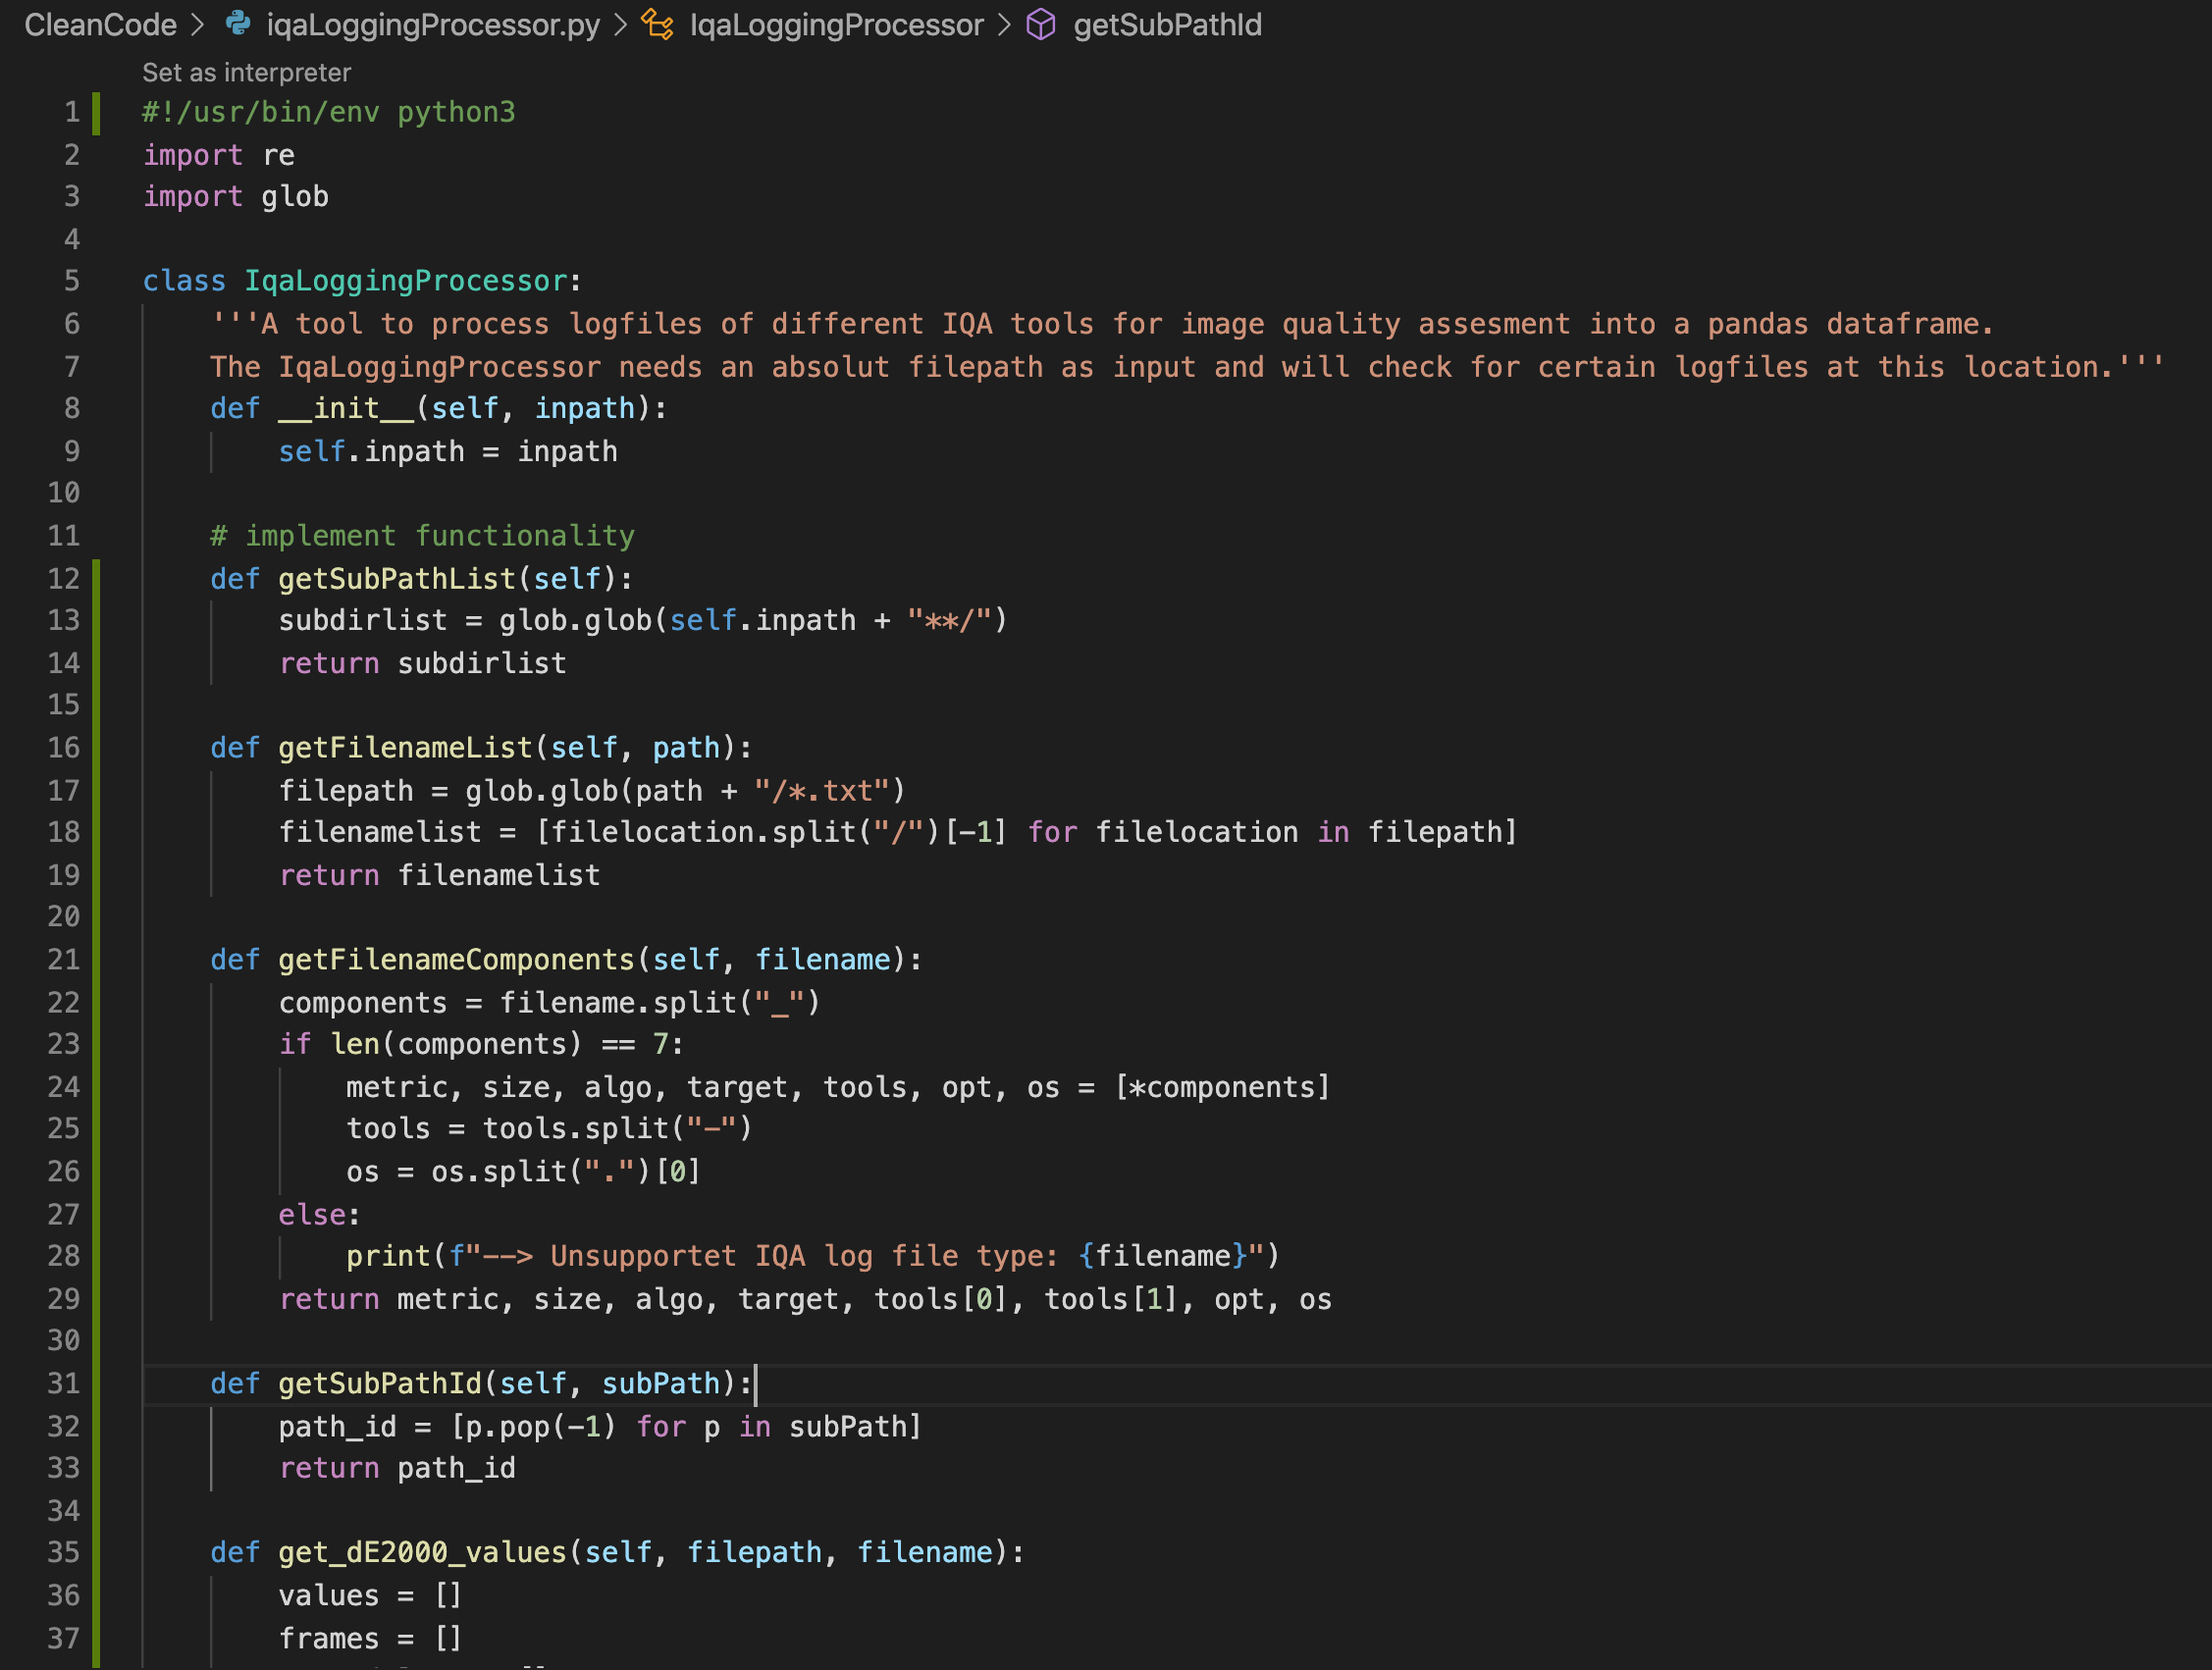 CleanCode > iqaLoggingProcessor.py > IqaLoggingProcessor > getSubPathId
Set as interpreter
1 #!/usr/bin/env python3
2 import re
3 import glob
4
5 class IqaLoggingProcessor:
6     '''A tool to process logfiles of different IQA tools for image quality assesment into a pandas dataframe.
7     The IqaLoggingProcessor needs an absolut filepath as input and will check for certain logfiles at this location.'''
8     def __init__(self, inpath):
9         self.inpath = inpath
10
11     # implement functionality
12     def getSubPathList(self):
13         subdirlist = glob.glob(self.inpath + "**/")
14         return subdirlist
15
16     def getFilenameList(self, path):
17         filepath = glob.glob(path + "/*.txt")
18         filenamelist = [filelocation.split("/")[-1] for filelocation in filepath]
19         return filenamelist
20
21     def getFilenameComponents(self, filename):
22         components = filename.split("_")
23         if len(components) == 7:
24             metric, size, algo, target, tools, opt, os = [*components]
25             tools = tools.split("-")
26             os = os.split(".")[0]
27         else:
28             print(f"--> Unsupportet IQA log file type: {filename}")
29         return metric, size, algo, target, tools[0], tools[1], opt, os
30
31     def getSubPathId(self, subPath):
32         path_id = [p.pop(-1) for p in subPath]
33         return path_id
34
35     def get_dE2000_values(self, filepath, filename):
36         values = []
37         frames = []